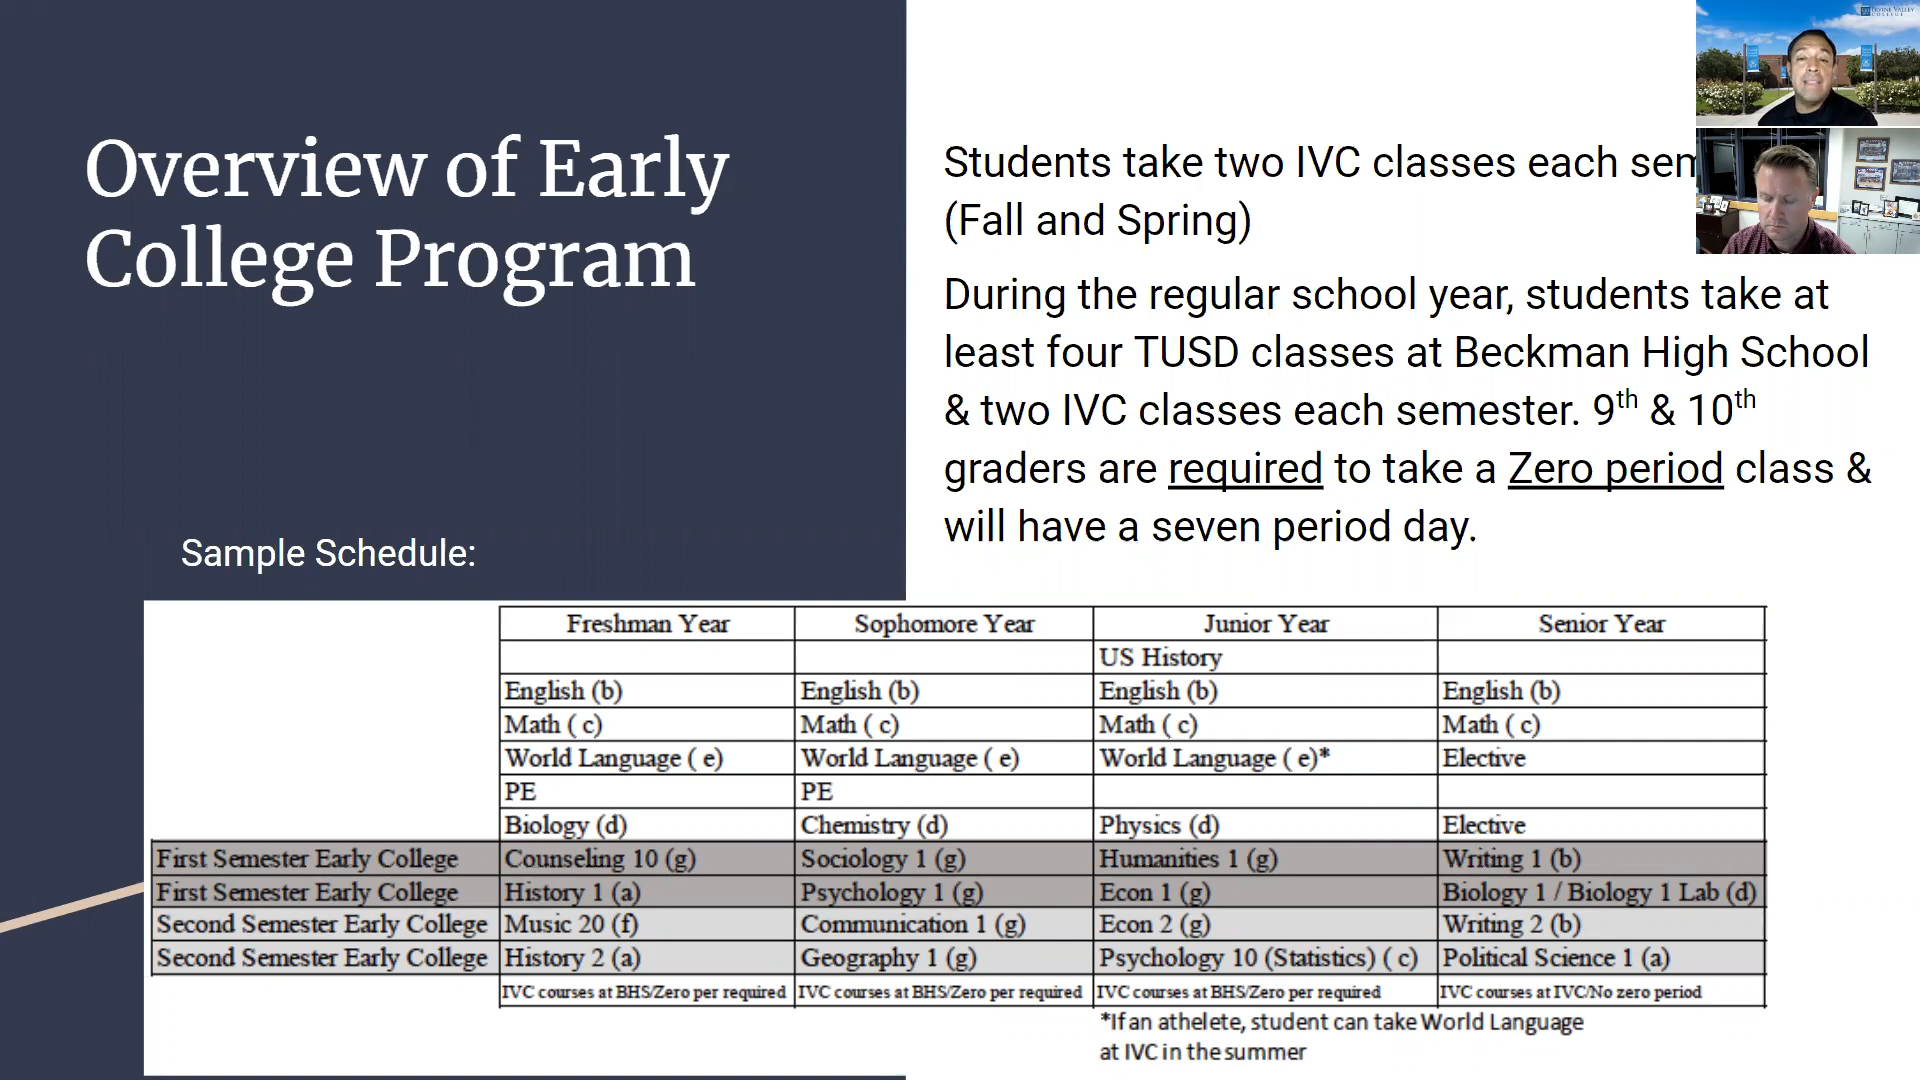 IRVINE VALLEY
COLLEGE
Overview of Early
College Program
Students take two IVC classes each sem
(Fall and Spring)
During the regular school year, students take at
least four TUSD classes at Beckman High School
& two IVC classes each semester. 9th & 10th
graders are required to take a Zero period class &
will have a seven period day.
Sample Schedule:
Freshman Year Sophomore Year Junior Year Senior Year
US History
English (b) English (b) English (b) English (b)
Math ( c) Math ( c) Math ( c) Math ( c)
World Language ( e) World Language ( e) World Language ( e)* Elective
PE PE
Biology (d) Chemistry (d) Physics (d) Elective
First Semester Early College Counseling 10 (g) Sociology 1 (g) Humanities 1 (g) Writing 1 (b)
First Semester Early College History 1 (a) Psychology 1 (g) Econ 1 (g) Biology 1 / Biology 1 Lab (d)
Second Semester Early College Music 20 (f) Communication 1 (g) Econ 2 (g) Writing 2 (b)
Second Semester Early College History 2 (a) Geography 1 (g) Psychology 10 (Statistics) ( c) Political Science 1 (a)
IVC courses at BHS/Zero per required IVC courses at BHS/Zero per required IVC courses at BHS/Zero per required IVC courses at IVC/No zero period
*If an athelete, student can take World Language
at IVC in the summer